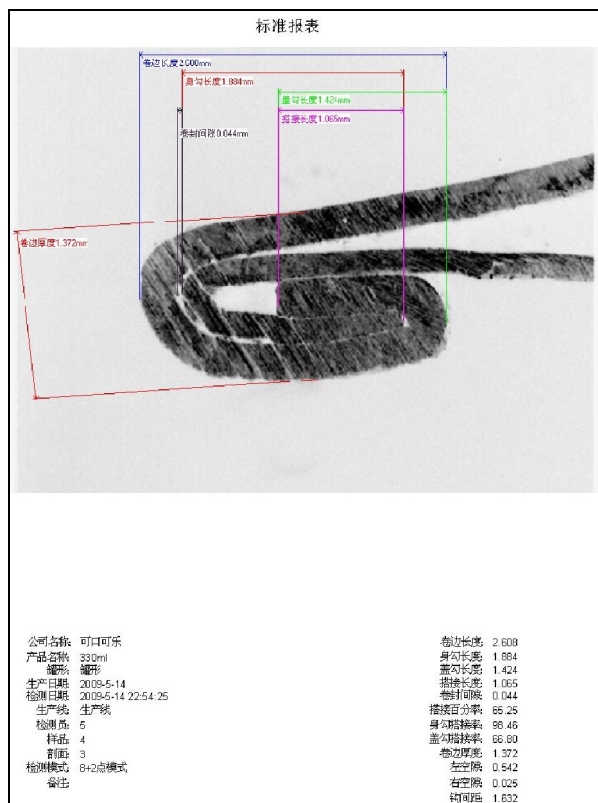 标准报表
卷边长度2.608mm
身勾长度1.884mm
盖勾长度1.424mm
搭接长度1.065mm
卷封间隙0.044mm
卷边厚度1.372mm
公司名称: 可口可乐
产品名称: 330ml
罐形: 罐形
生产日期: 2009-5-14
检测日期: 2009-5-14 22:54:25
生产线: 生产线
检测员: 5
样品: 4
剖面: 3
检测模式: 8+2点模式
备注:
卷边长度: 2.608
身勾长度: 1.884
盖勾长度: 1.424
搭接长度: 1.065
卷封间隙: 0.044
搭接百分率: 65.25
身勾搭接率: 98.46
盖勾搭接率: 66.80
卷边厚度: 1.372
左空隙: 0.542
右空隙: 0.025
钩间距: 1.632